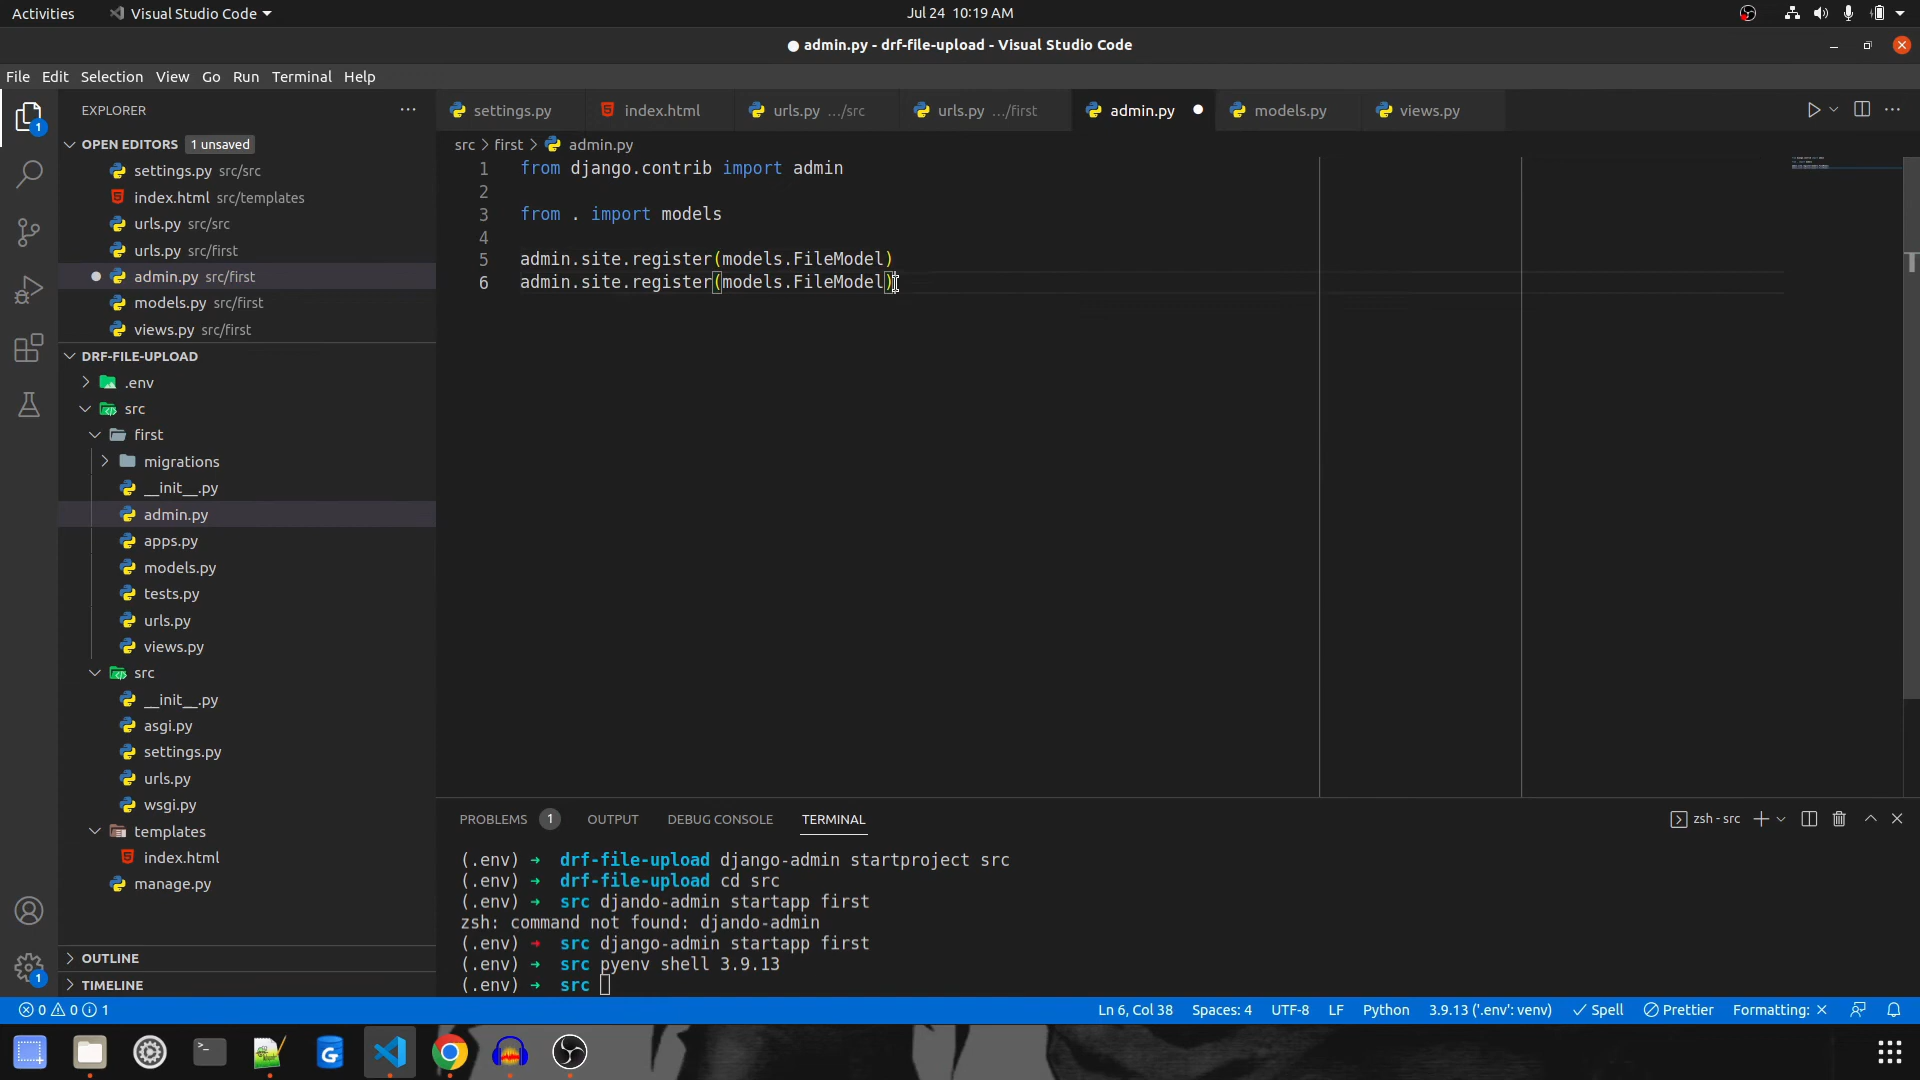 Activities
Visual Studio Code
Jul 24 10:19 AM
● admin.py - drf-file-upload - Visual Studio Code
File Edit Selection View Go Run Terminal Help
EXPLORER
OPEN EDITORS 1 unsaved
settings.py src/src
index.html src/templates
urls.py src/src
urls.py src/first
admin.py src/first
models.py src/first
views.py src/first
DRF-FILE-UPLOAD
.env
src
first
migrations
__init__.py
admin.py
apps.py
models.py
tests.py
urls.py
views.py
src
__init__.py
asgi.py
settings.py
urls.py
wsgi.py
templates
index.html
manage.py
OUTLINE
TIMELINE
1
1
settings.py index.html urls.py .../src urls.py .../first admin.py models.py views.py
src > first > admin.py
1 from django.contrib import admin
2
3 from . import models
4
5 admin.site.register(models.FileModel)
6 admin.site.register(models.FileModel)
PROBLEMS 1 OUTPUT DEBUG CONSOLE TERMINAL
zsh - src
(.env) ➜ drf-file-upload django-admin startproject src
(.env) ➜ drf-file-upload cd src
(.env) ➜ src djando-admin startapp first
zsh: command not found: djando-admin
(.env) ➜ src django-admin startapp first
(.env) ➜ src pyenv shell 3.9.13
(.env) ➜ src
0 0 1
Ln 6, Col 38 Spaces: 4 UTF-8 LF Python 3.9.13 ('.env': venv) Spell Prettier Formatting: ×